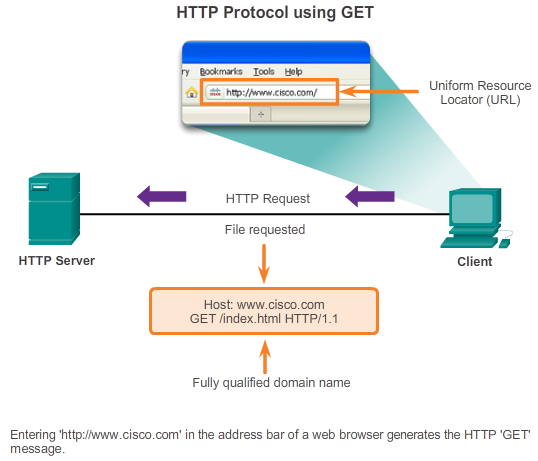 HTTP Protocol using GET
ry Bookmarks Tools Help
http://www.cisco.com/
Uniform Resource
Locator (URL)
HTTP Request
File requested
HTTP Server
Client
Host: www.cisco.com
GET /index.html HTTP/1.1
Fully qualified domain name
Entering 'http://www.cisco.com' in the address bar of a web browser generates the HTTP 'GET'
message.